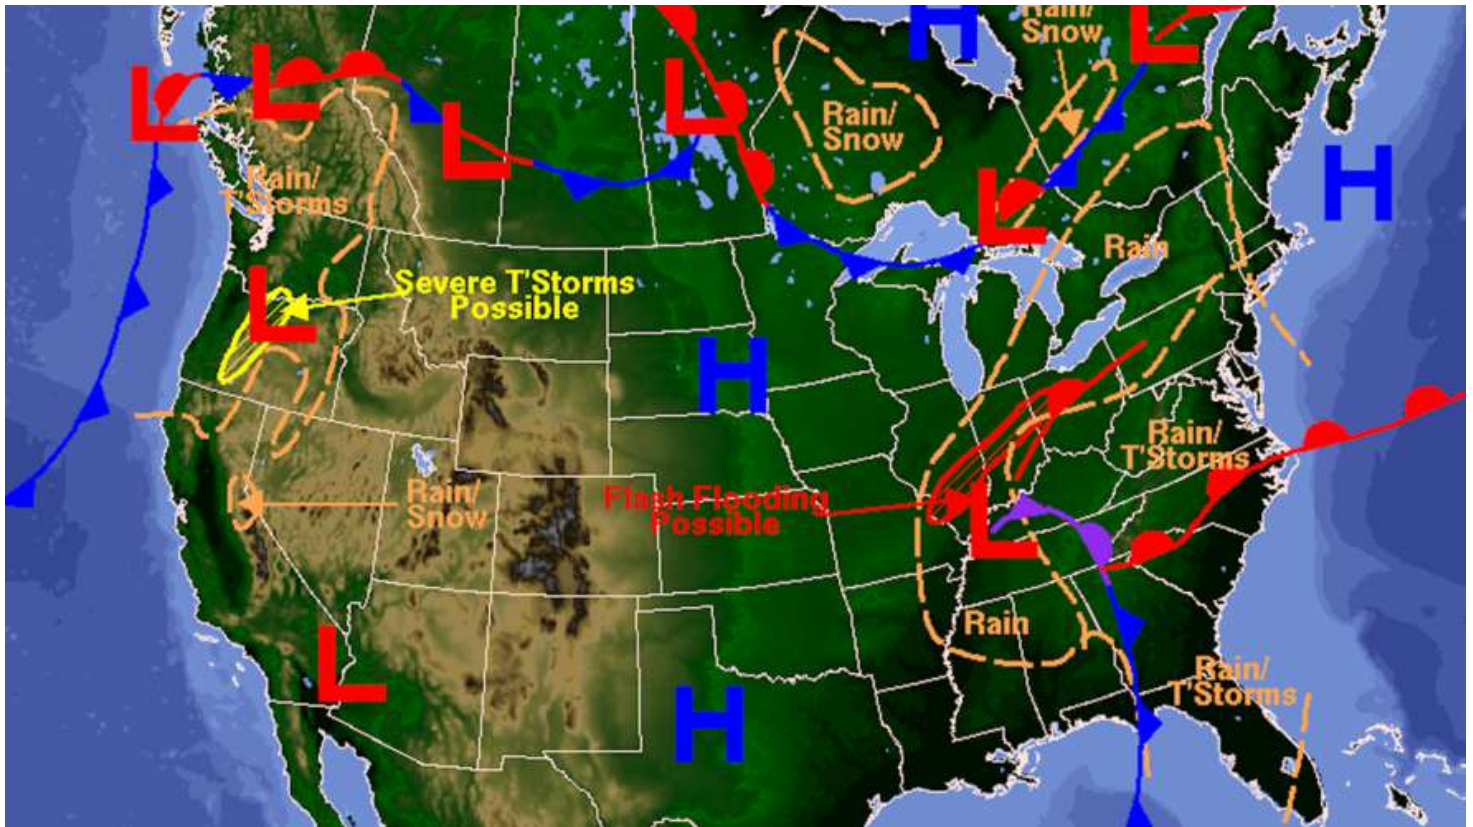 H
Rain/
Snow
L
L
L
L
L
Rain/
Snow
H
L
Rain/
T'Storms
Rain
L
Severe T'Storms
Possible
H
Rain/
T'Storms
Rain/
Snow
Flash Flooding
Possible
L
Rain
L
Rain/
T'Storms
H